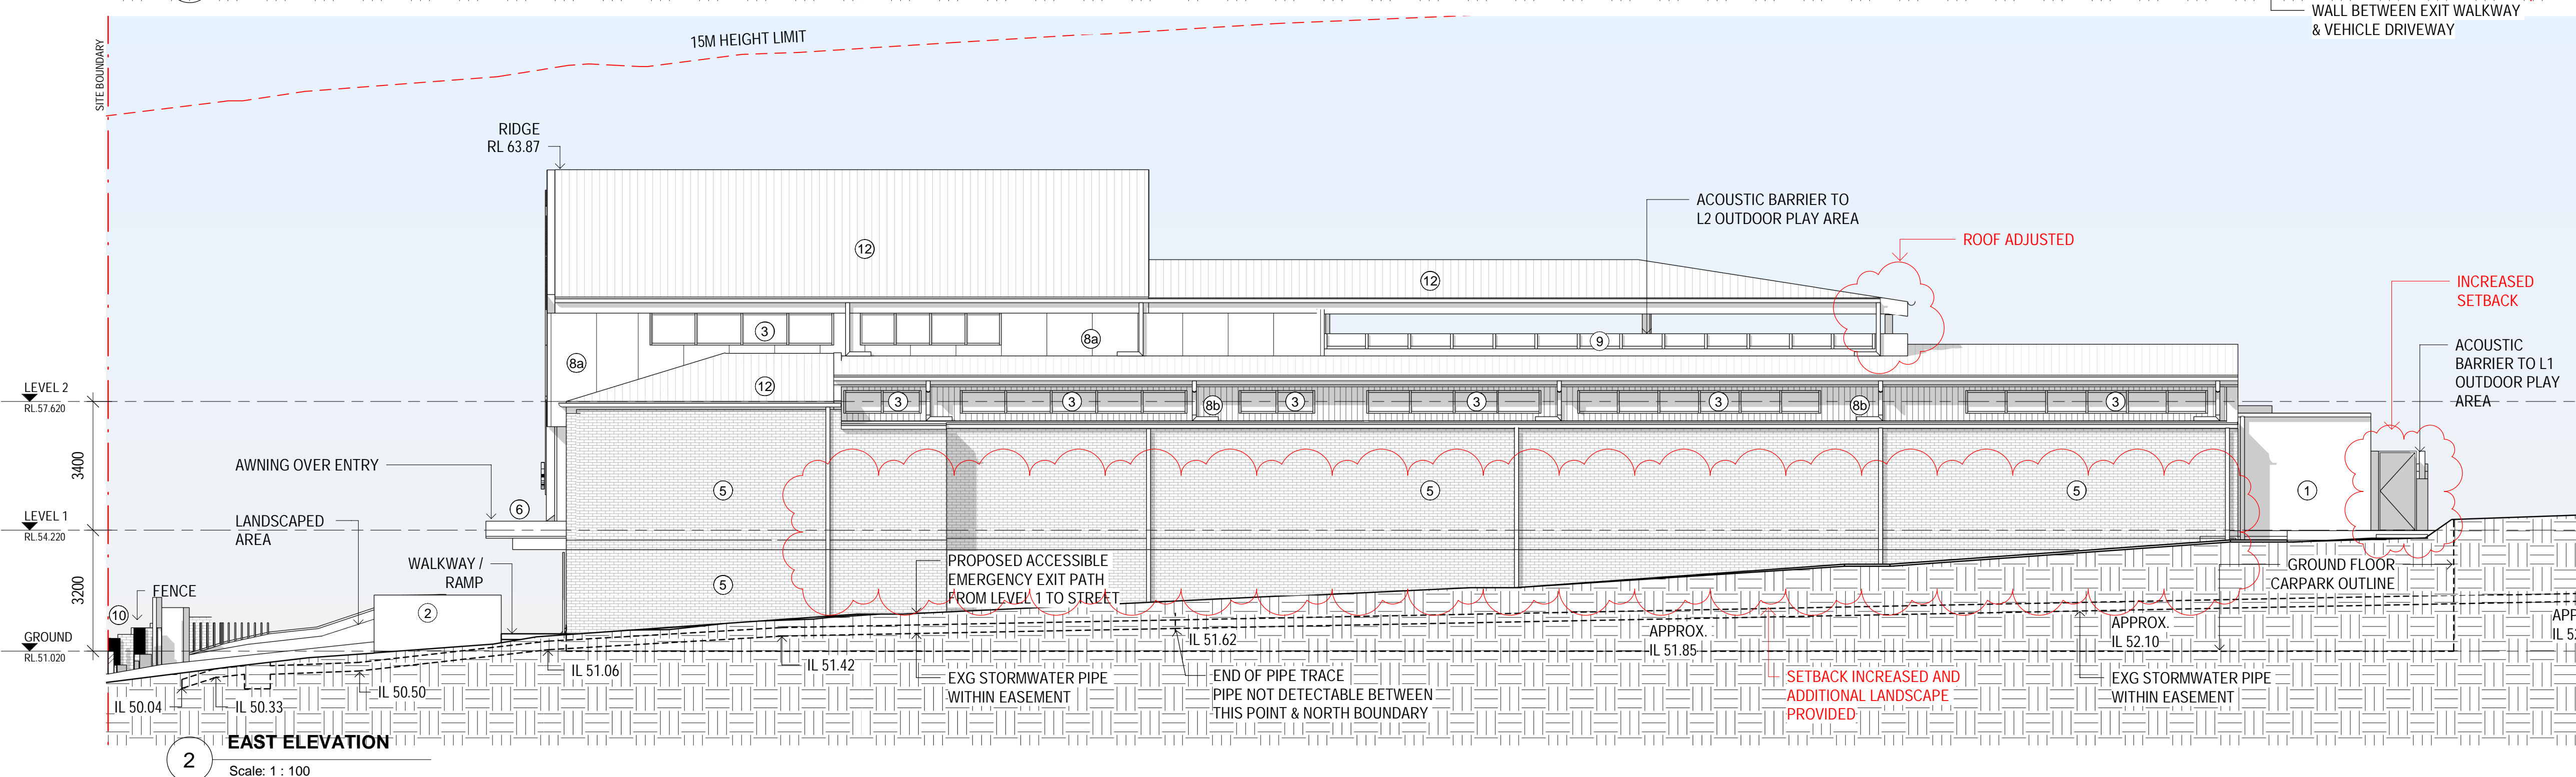 WALL BETWEEN EXIT WALKWAY
& VEHICLE DRIVEWAY
15M HEIGHT LIMIT
SITE BOUNDARY
RIDGE
RL 63.87
ACOUSTIC BARRIER TO
L2 OUTDOOR PLAY AREA
ROOF ADJUSTED
INCREASED
SETBACK
12
12
3
8a
9
8a
12
ACOUSTIC
BARRIER TO L1
OUTDOOR PLAY
AREA
LEVEL 2
RL.57.620
3
3
8b
3
3
3
8b
3
3400
AWNING OVER ENTRY
5
5
5
1
6
LEVEL 1
RL.54.220
LANDSCAPED
AREA
WALKWAY /
RAMP
PROPOSED ACCESSIBLE
EMERGENCY EXIT PATH
FROM LEVEL 1 TO STREET
GROUND FLOOR
CARPARK OUTLINE
3200
FENCE
10
2
5
GROUND
RL.51.020
IL 51.06
IL 51.42
IL 51.62
APPROX.
IL 51.85
APPROX.
IL 52.10
IL 50.04
IL 50.33
IL 50.50
EXG STORMWATER PIPE
WITHIN EASEMENT
END OF PIPE TRACE
PIPE NOT DETECTABLE BETWEEN
THIS POINT & NORTH BOUNDARY
SETBACK INCREASED AND
ADDITIONAL LANDSCAPE
PROVIDED
EXG STORMWATER PIPE
WITHIN EASEMENT
2
EAST ELEVATION
Scale: 1 : 100